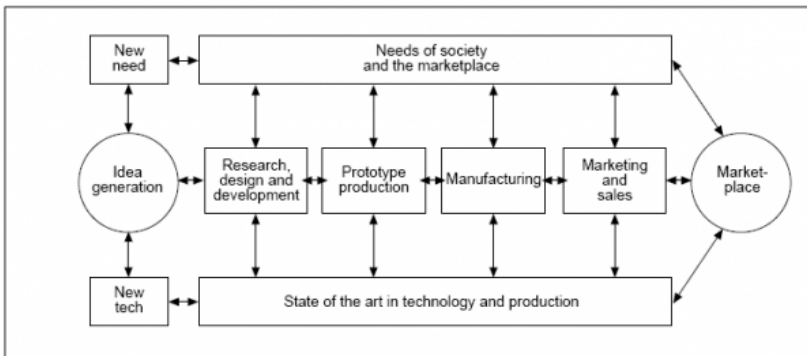 New
need
Needs of society
and the marketplace
Idea
generation
Research,
design and
development
Prototype
production
Manufacturing
Marketing
and
sales
Market-
place
New
tech
State of the art in technology and production